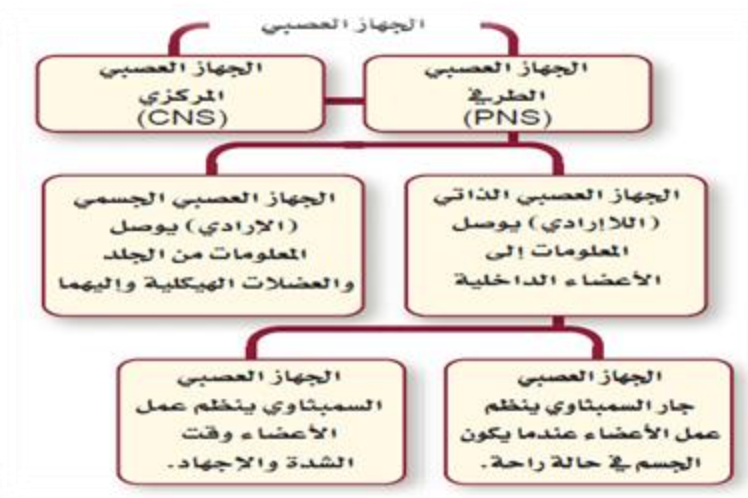 الجهاز العصبي
الجهاز العصبي
الطرفي
(PNS)
الجهاز العصبي
المركزي
(CNS)
الجهاز العصبي الذاتي
(اللاإرادي) يوصل
المعلومات إلى
الأعضاء الداخلية
الجهاز العصبي الجسمي
(الإرادي) يوصل
المعلومات من الجلد
والعضلات الهيكلية وإليهما
الجهاز العصبي
جار السمبثاوي ينظم
عمل الأعضاء عندما يكون
الجسم في حالة راحة.
الجهاز العصبي
السمبثاوي ينظم عمل
الأعضاء وقت
الشدة والإجهاد.